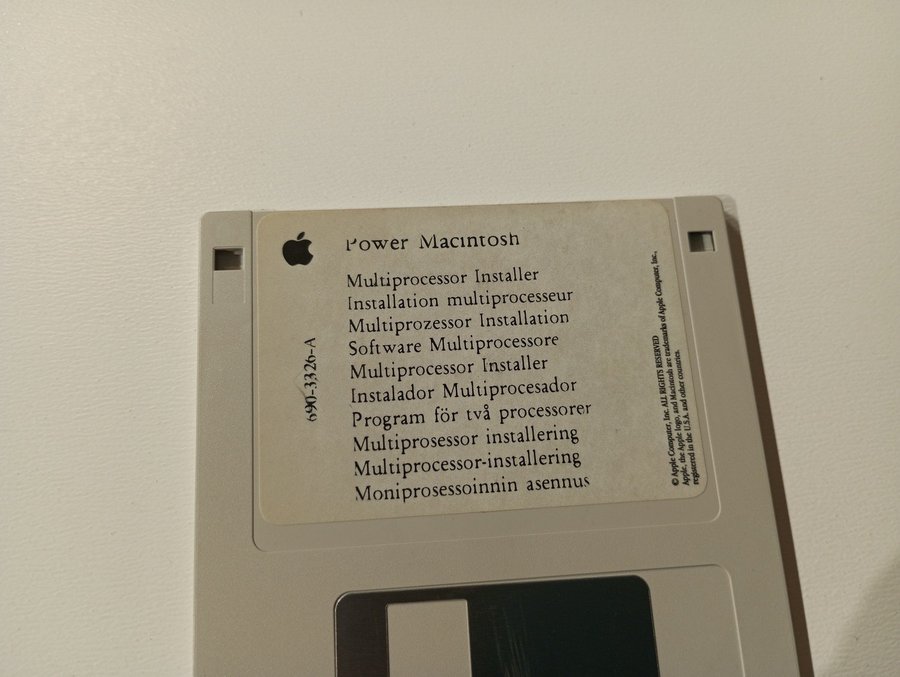 Power Macintosh
Multiprocessor Installer
Installation multiprocesseur
Multiprozessor Installation
Software Multiprocessore
Multiprocessor Installer
Instalador Multiprocesador
Program för två processorer
Multiprosessor installering
Multiprocessor-installering
Moniprosessoinnin asennus
690-3326-A
© Apple Computer, Inc. ALL RIGHTS RESERVED
Apple, the Apple logo, and Macintosh are trademarks of Apple Computer, Inc.,
registered in the U.S.A. and other countries.